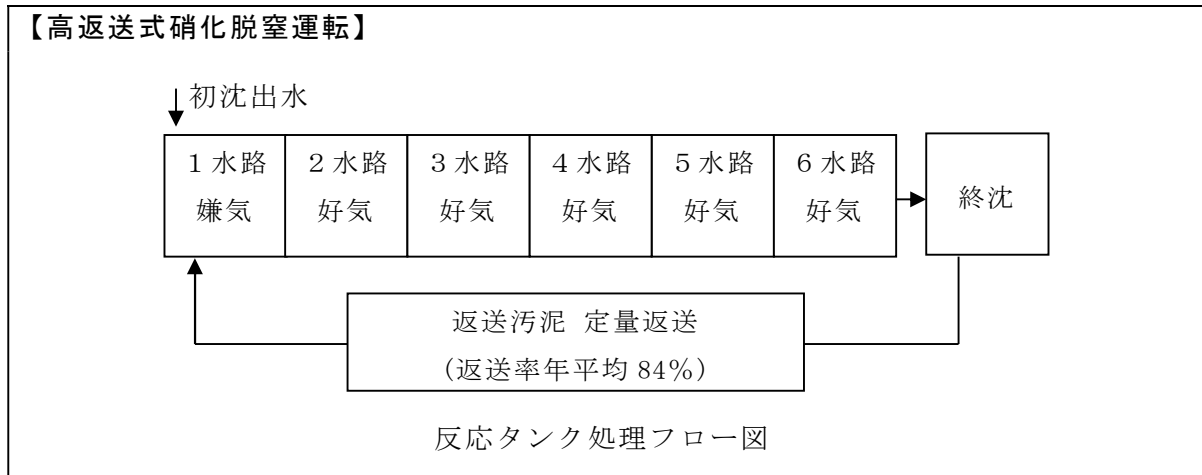 【高返送式硝化脱窒運転】
初沈出水
1水路
嫌気
2水路
好気
3水路
好気
4水路
好気
5水路
好気
6水路
好気
終沈
返送汚泥 定量返送
(返送率年平均 84%)
反応タンク処理フロー図